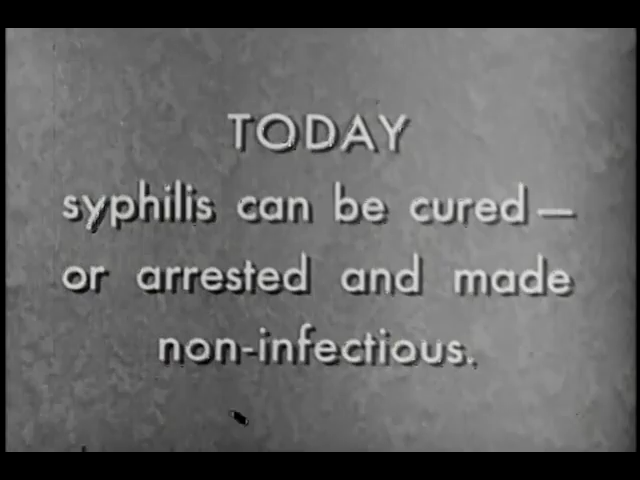 TODAY
syphilis can be cured —
or arrested and made
non-infectious.